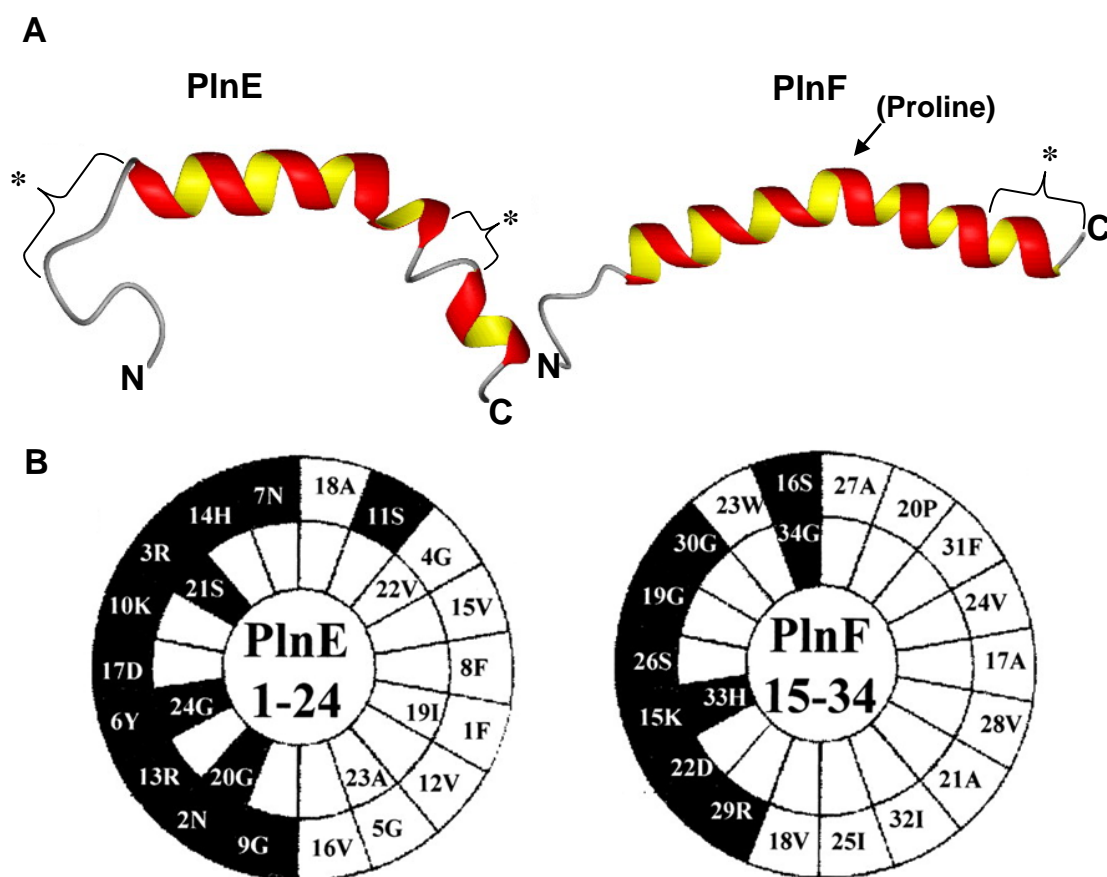 A
PlnE
PlnF
(Proline)
*
*
*
N
C
N
C
B
7N
18A
11S
14H
4G
3R
21S
22V
15V
10K
PlnE
8F
17D
1-24
19I
1F
6Y
24G
12V
13R
20G
23A
5G
2N
9G
16V
16S
27A
23W
20P
34G
30G
31F
19G
24V
26S
PlnF
17A
33H
15-34
28V
15K
21A
22D
32I
29R
18V
25I